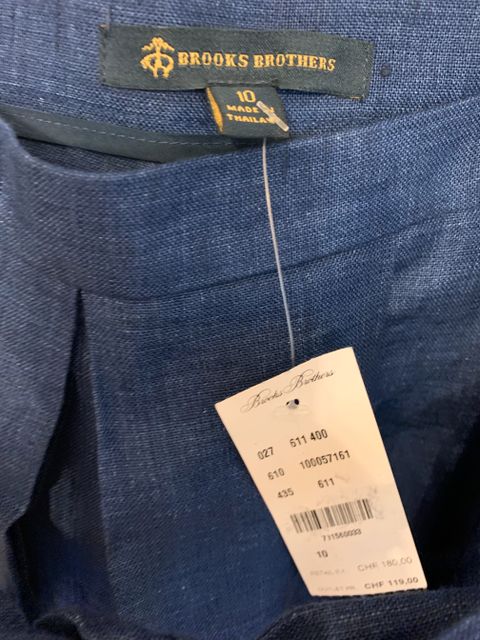 BROOKS BROTHERS
10
MADE IN
THAILAND
Brooks Brothers
027 611 400
610 100057161
435 611
10
CHF 180,00
CHF 119,00